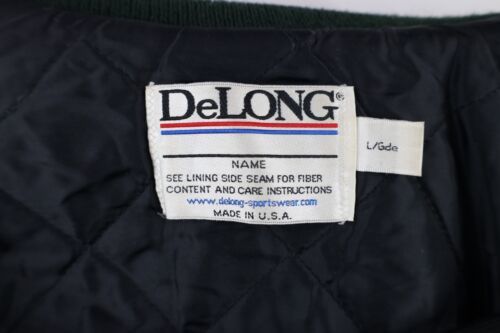 DeLONG®
NAME
SEE LINING SIDE SEAM FOR FIBER
CONTENT AND CARE INSTRUCTIONS
www.delong-sportswear.com
MADE IN U.S.A.
L/Gde